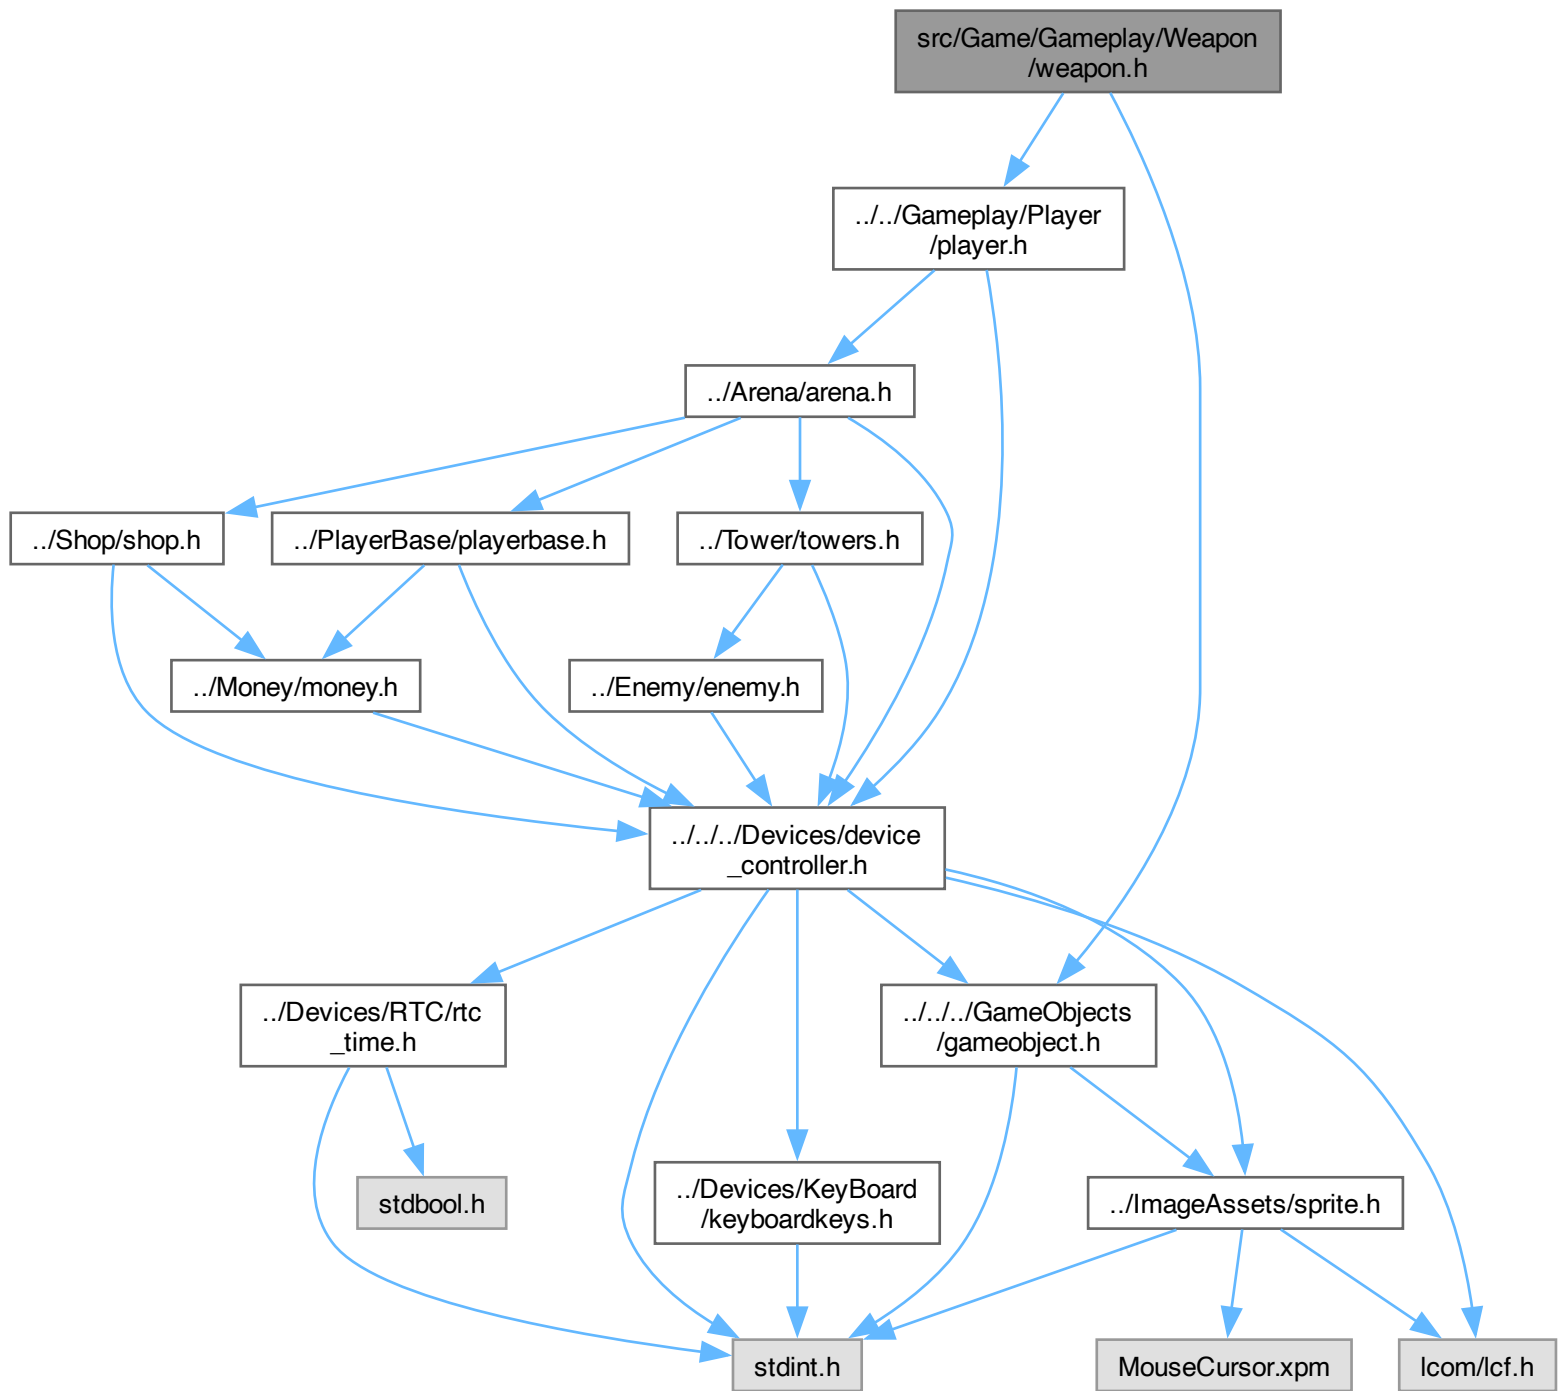 src/Game/Gameplay/Weapon
/weapon.h
../../Gameplay/Player
/player.h
../Arena/arena.h
../Shop/shop.h
../PlayerBase/playerbase.h
../Tower/towers.h
../Money/money.h
../Enemy/enemy.h
../../../Devices/device
_controller.h
../Devices/RTC/rtc
_time.h
../../../GameObjects
/gameobject.h
stdbool.h
../Devices/KeyBoard
/keyboardkeys.h
../ImageAssets/sprite.h
stdint.h
MouseCursor.xpm
lcom/lcf.h